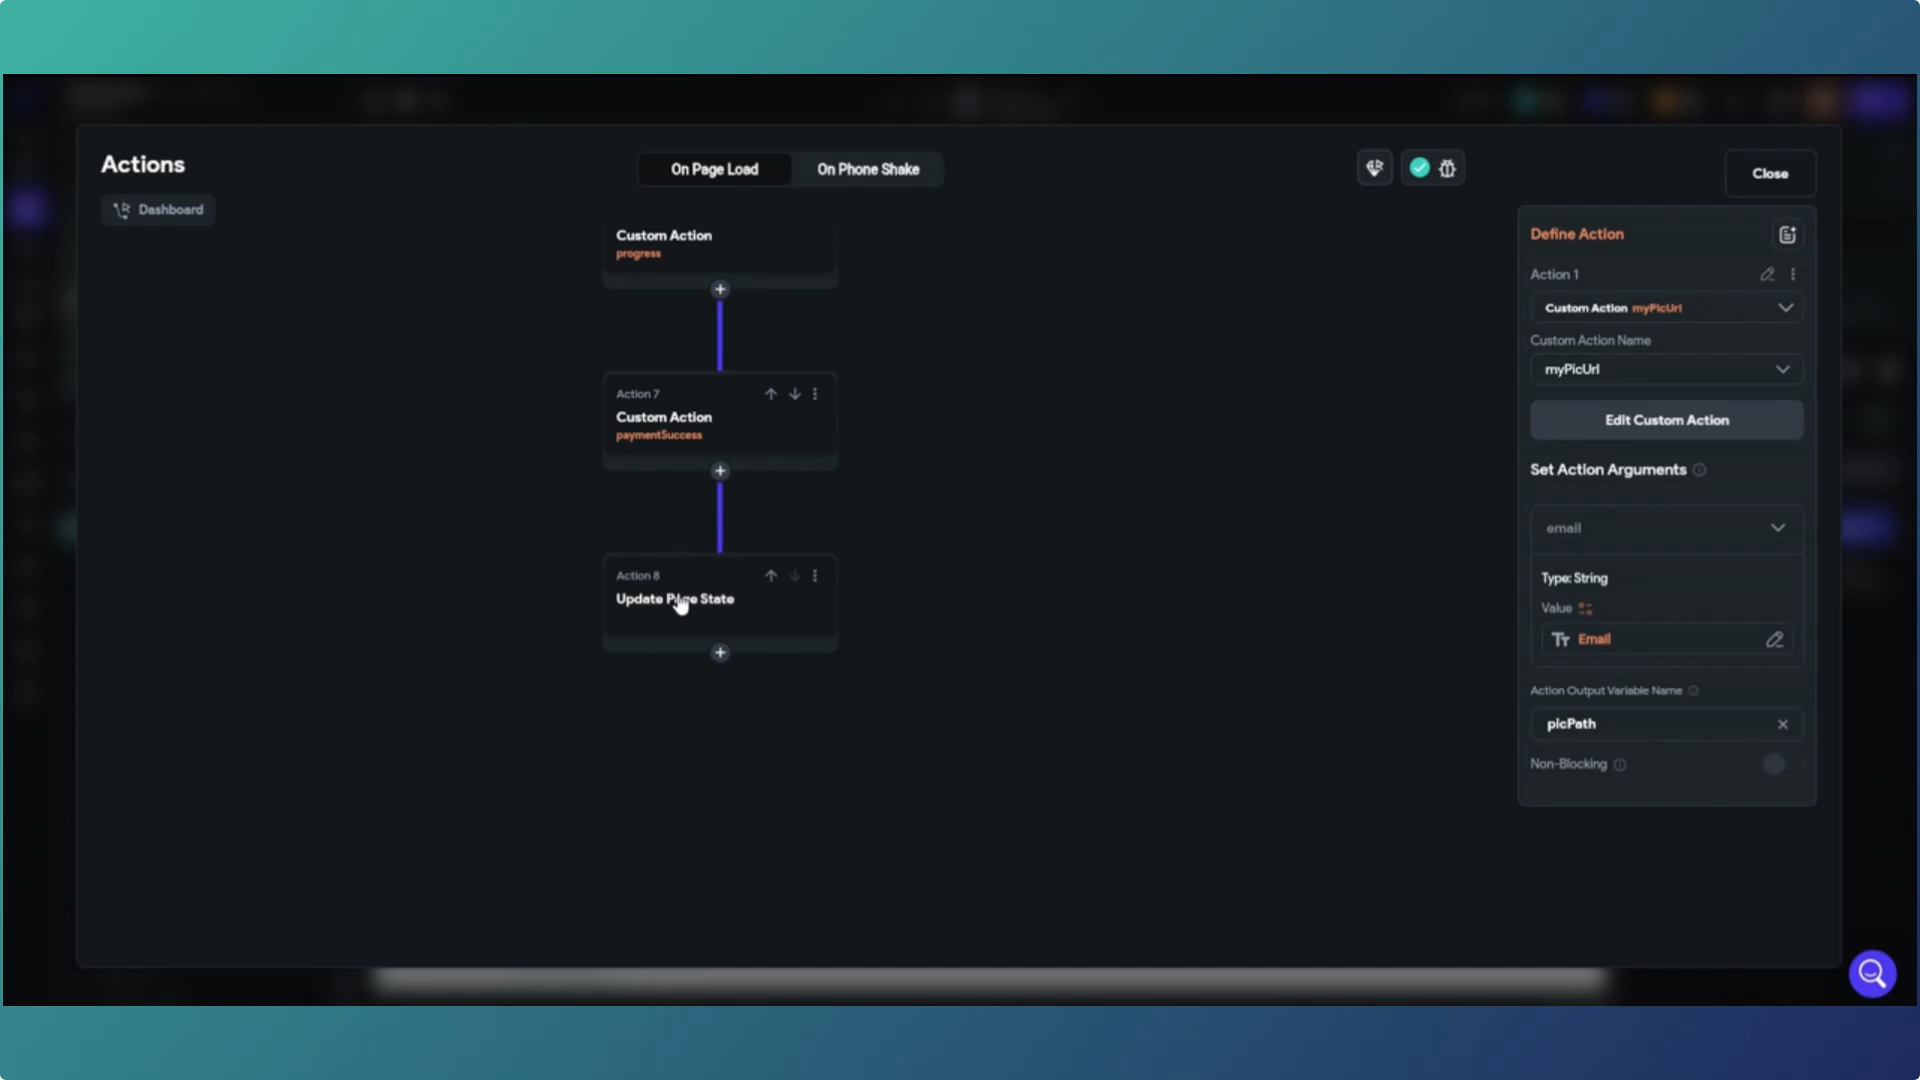 Actions
On Page Load
On Phone Shake
Close
Dashboard
Custom Action
progress
Action 7
Custom Action
paymentSuccess
Action 8
Update Page State
Define Action
Action 1
Custom Action myPicUrl
Custom Action Name
myPicUrl
Edit Custom Action
Set Action Arguments
email
Type: String
Value
Tт Email
Action Output Variable Name
picPath
Non-Blocking